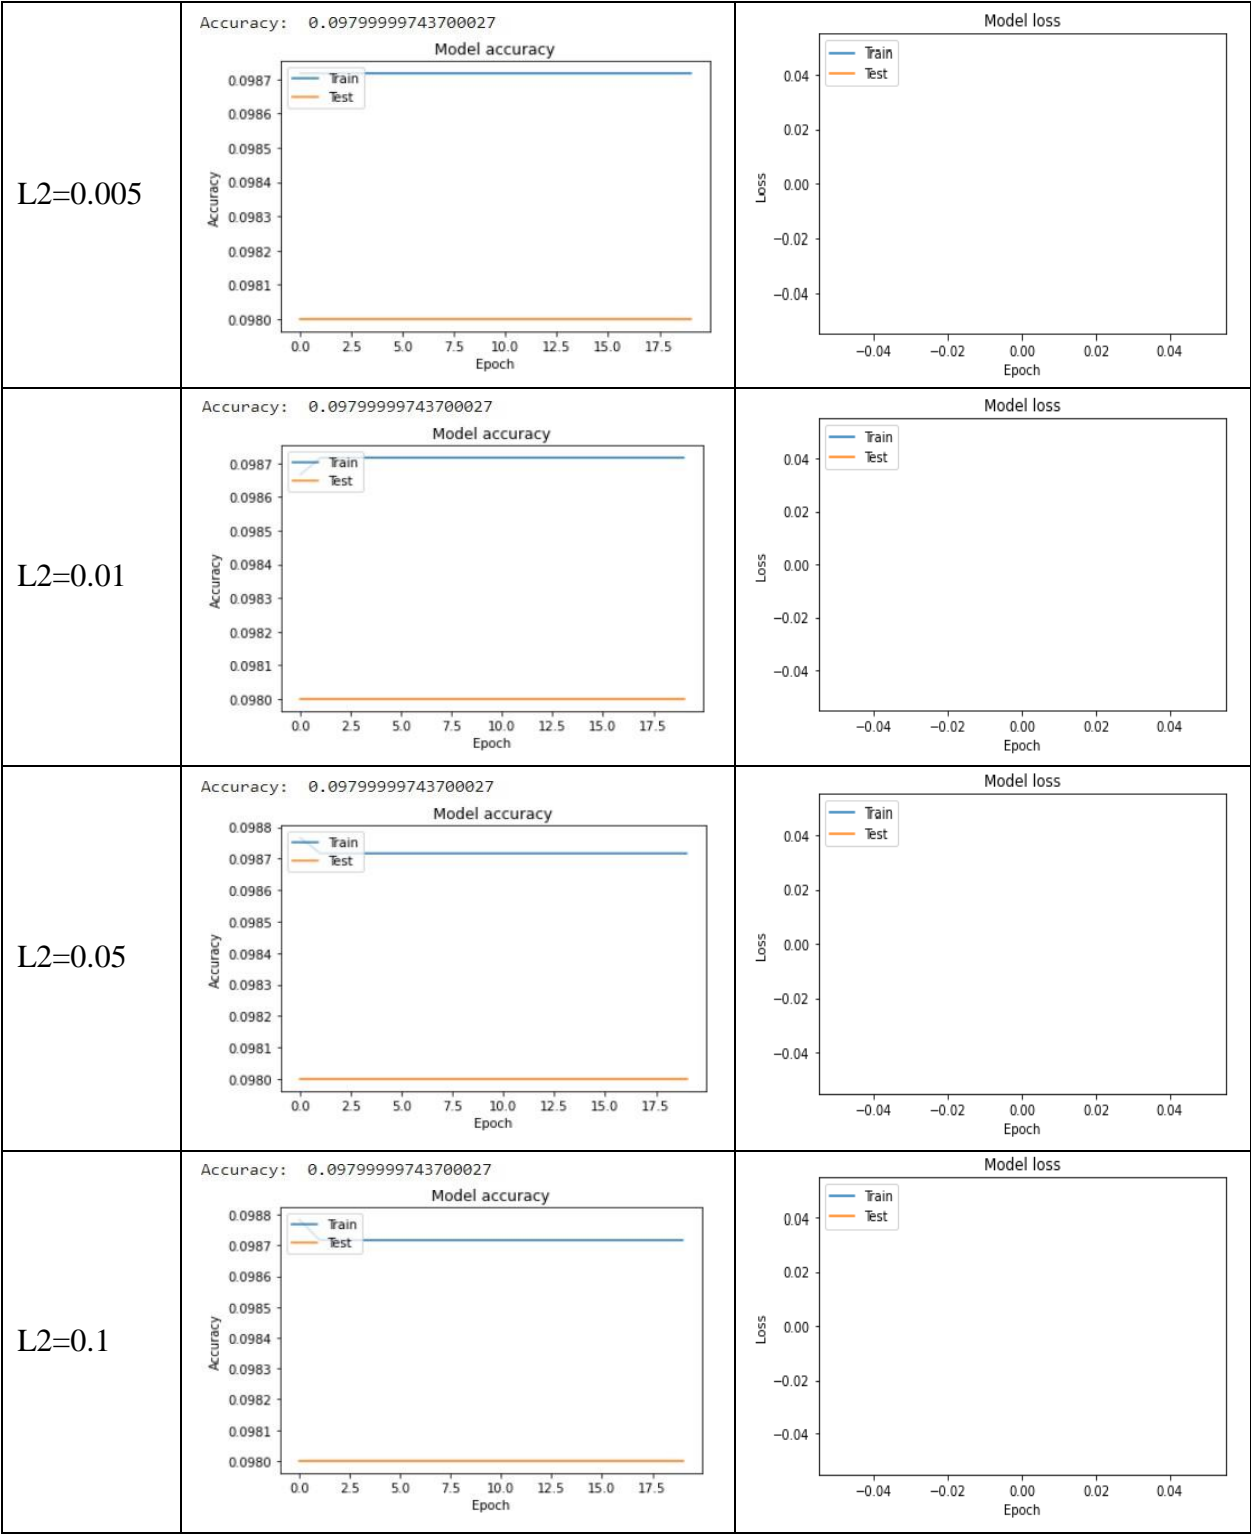 L2=0.005
Accuracy: 0.09799999743700027
Model accuracy
Train
Test
0.0987
0.0986
0.0985
0.0984
0.0983
0.0982
0.0981
0.0980
Accuracy
0.0 2.5 5.0 7.5 10.0 12.5 15.0 17.5
Epoch
Model loss
Train
Test
0.04
0.02
0.00
−0.02
−0.04
Loss
−0.04 −0.02 0.00 0.02 0.04
Epoch
L2=0.01
Accuracy: 0.09799999743700027
Model accuracy
Train
Test
0.0987
0.0986
0.0985
0.0984
0.0983
0.0982
0.0981
0.0980
Accuracy
0.0 2.5 5.0 7.5 10.0 12.5 15.0 17.5
Epoch
Model loss
Train
Test
0.04
0.02
0.00
−0.02
−0.04
Loss
−0.04 −0.02 0.00 0.02 0.04
Epoch
L2=0.05
Accuracy: 0.09799999743700027
Model accuracy
Train
Test
0.0988
0.0987
0.0986
0.0985
0.0984
0.0983
0.0982
0.0981
0.0980
Accuracy
0.0 2.5 5.0 7.5 10.0 12.5 15.0 17.5
Epoch
Model loss
Train
Test
0.04
0.02
0.00
−0.02
−0.04
Loss
−0.04 −0.02 0.00 0.02 0.04
Epoch
L2=0.1
Accuracy: 0.09799999743700027
Model accuracy
Train
Test
0.0988
0.0987
0.0986
0.0985
0.0984
0.0983
0.0982
0.0981
0.0980
Accuracy
0.0 2.5 5.0 7.5 10.0 12.5 15.0 17.5
Epoch
Model loss
Train
Test
0.04
0.02
0.00
−0.02
−0.04
Loss
−0.04 −0.02 0.00 0.02 0.04
Epoch